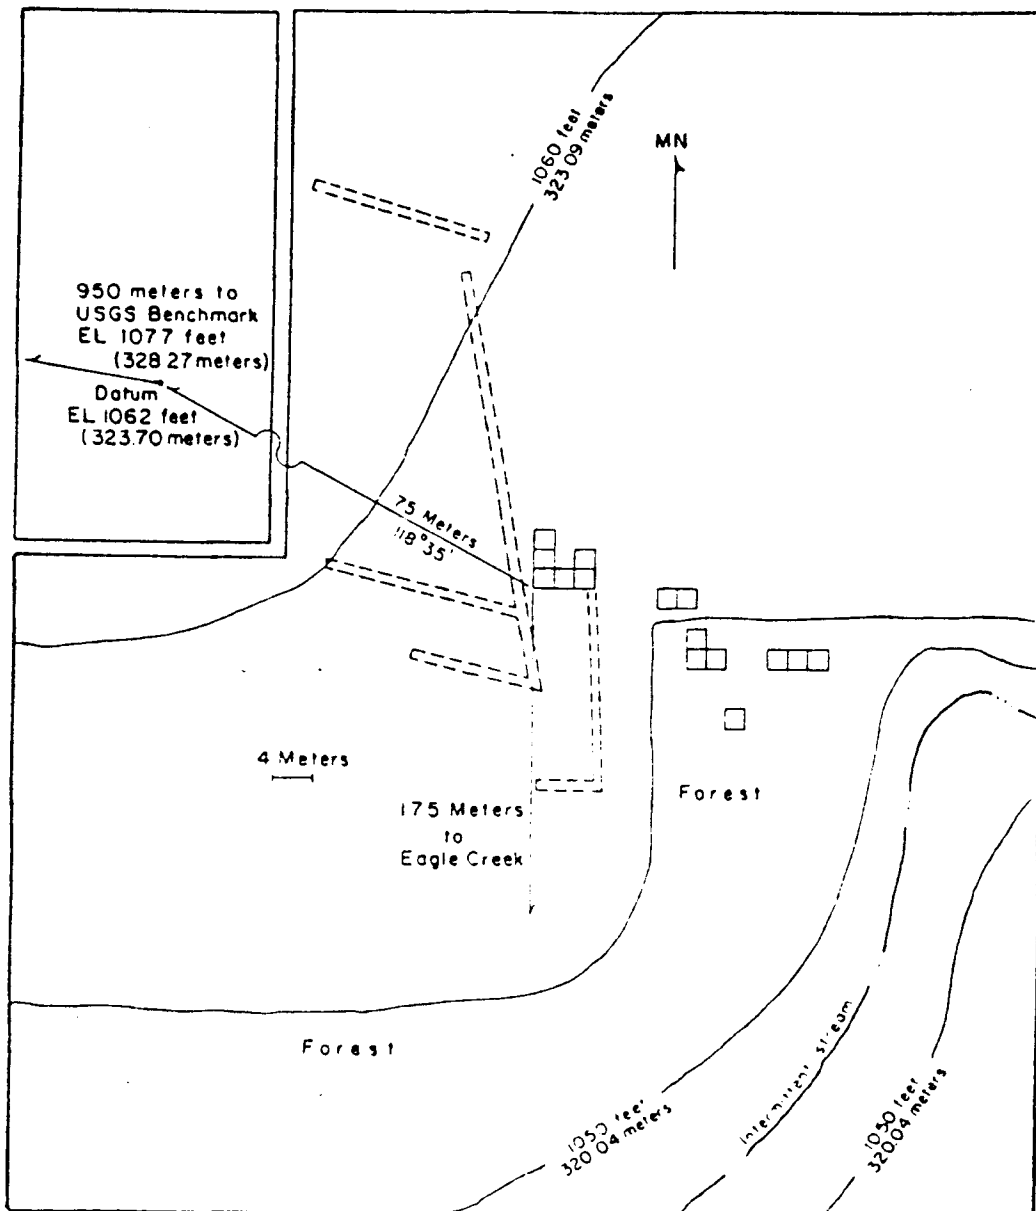 1060 feet
323.09 meters
MN
950 meters to
USGS Benchmark
EL 1077 feet
(328.27 meters)
Datum
EL 1062 feet
(323.70 meters)
75 Meters
118°35'
4 Meters
175 Meters
to
Eagle Creek
Forest
Forest
1050 feet
320.04 meters
Intermittent stream
1050 feet
320.04 meters